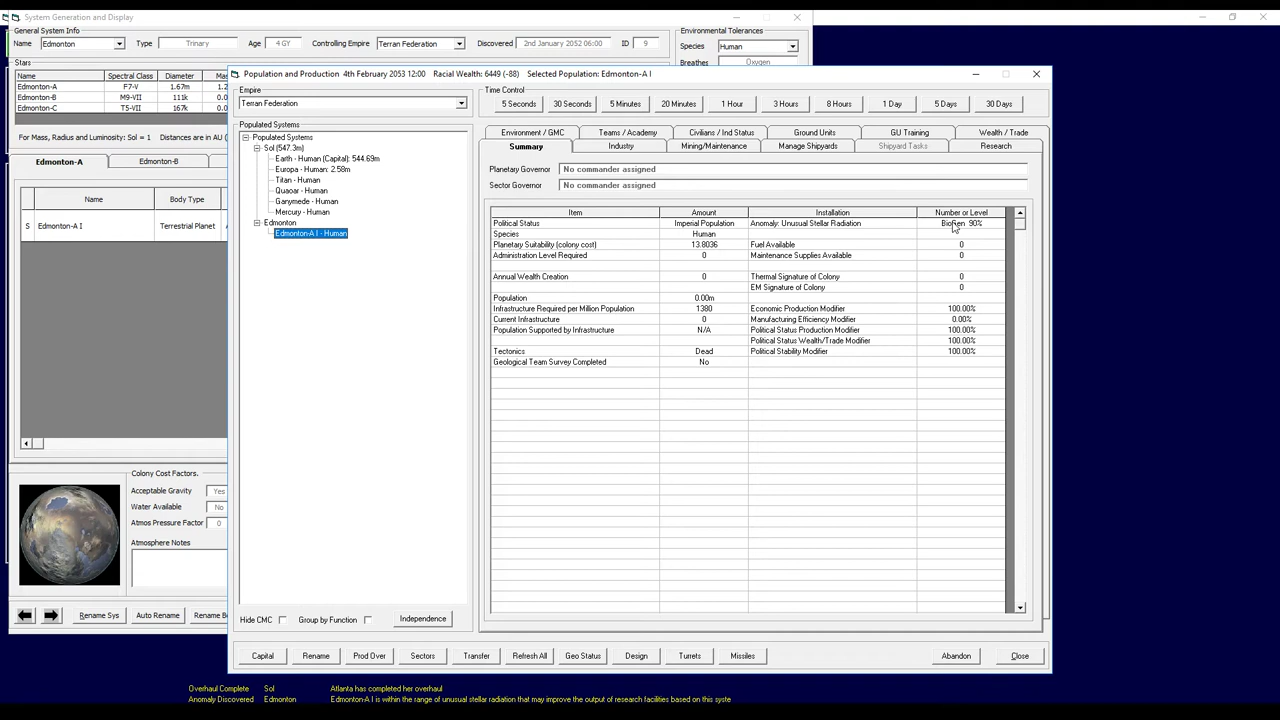 System Generation and Display
General System Info
Name Edmonton Type Trinary Age 4 GY Controlling Empire Terran Federation Discovered 2nd January 2052 06:00 ID 9
Environmental Tolerances
Species Human
Breathes Oxygen
Stars
Name Spectral Class Diameter
Edmonton-A F7-V 1.67m
Edmonton-B M9-VII 111k
Edmonton-C T5-VII 167k
For Mass, Radius and Luminosity: Sol = 1 Distances are in AU
Edmonton-A Edmonton-B
Name Body Type
S Edmonton-A I Terrestrial Planet
Colony Cost Factors.
Acceptable Gravity Yes
Water Available No
Atmos Pressure Factor 0
Atmosphere Notes
Rename Sys Auto Rename Rename B
Population and Production 4th February 2053 12:00 Racial Wealth: 6449 (-88) Selected Population: Edmonton-A I
Empire
Terran Federation
Time Control
5 Seconds 30 Seconds 5 Minutes 20 Minutes 1 Hour 3 Hours 8 Hours 1 Day 5 Days 30 Days
Populated Systems
Populated Systems
Sol (547.3m)
Earth - Human (Capital): 544.69m
Europa - Human: 2.58m
Titan - Human
Quaoar - Human
Ganymede - Human
Mercury - Human
Edmonton
Edmonton-A I - Human
Environment / GMC Teams / Academy Civilians / Ind Status Ground Units GU Training Wealth / Trade
Summary Industry Mining/Maintenance Manage Shipyards Shipyard Tasks Research
Planetary Governor No commander assigned
Sector Governor No commander assigned
Item Amount Installation Number or Level
Political Status Imperial Population Anomaly: Unusual Stellar Radiation 90%
Species Human
Planetary Suitability (colony cost) 13.8036 Fuel Available 0
Administration Level Required 0 Maintenance Supplies Available 0
Annual Wealth Creation 0 Thermal Signature of Colony 0
EM Signature of Colony 0
Population 0.00m
Infrastructure Required per Million Population 1380 Economic Production Modifier 100.00%
Current Infrastructure 0 Manufacturing Efficiency Modifier 0.00%
Population Supported by Infrastructure N/A Political Status Production Modifier 100.00%
Political Status Wealth/Trade Modifier 100.00%
Tectonics Dead Political Stability Modifier 100.00%
Geological Team Survey Completed No
Hide CMC Group by Function Independence
Capital Rename Prod Over Sectors Transfer Refresh All Geo Status Design Turrets Missiles Abandon Close
Overhaul Complete Sol Atlanta has completed her overhaul
Anomaly Discovered Edmonton Edmonton-A I is within the range of unusual stellar radiation that may improve the output of research facilities based on this syste